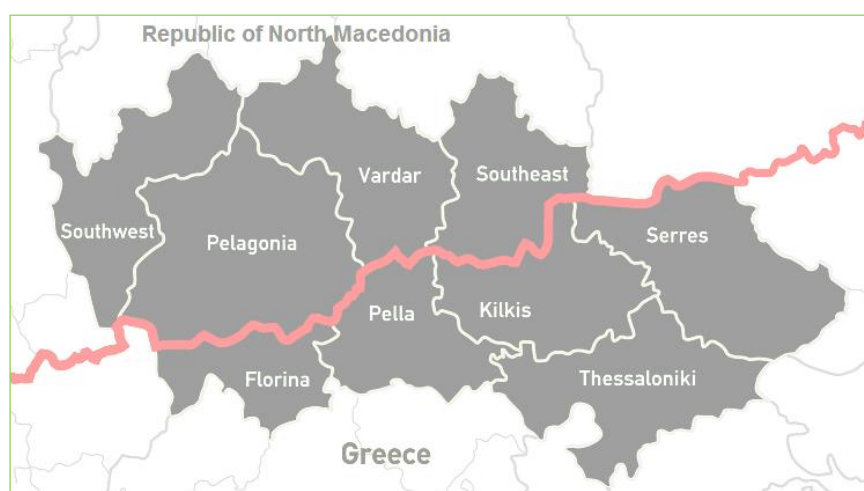 Republic of North Macedonia
Vardar
Southeast
Southwest
Pelagonia
Serres
Pella
Kilkis
Florina
Thessaloniki
Greece